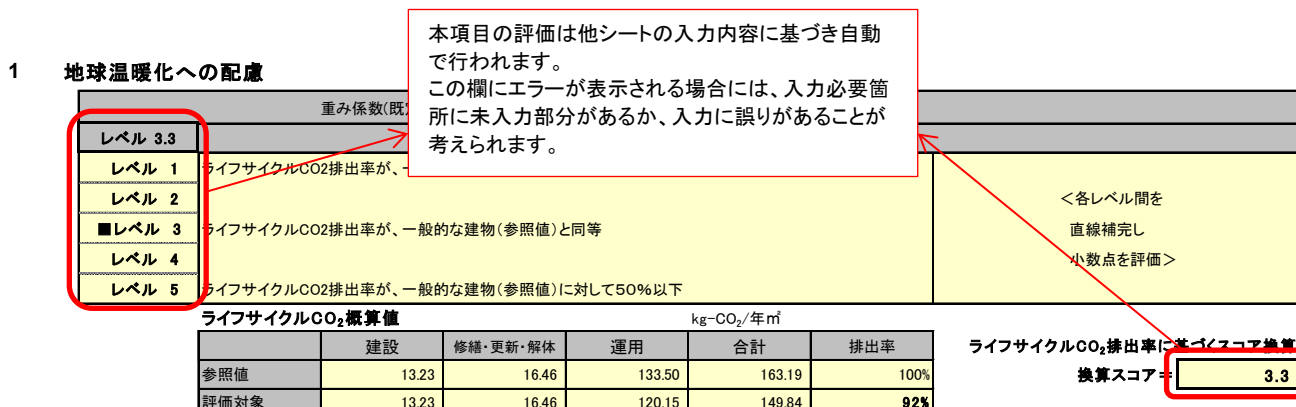 本項目の評価は他シートの入力内容に基づき自動
で行われます。
この欄にエラーが表示される場合には、入力必要箇
所に未入力部分があるか、入力に誤りがあることが
考えられます。
1 地球温暖化への配慮
重み係数(既
レベル 3.3
レベル 1 ライフサイクルCO2排出率が、
レベル 2 <各レベル間を
■レベル 3 ライフサイクルCO2排出率が、一般的な建物(参照値)と同等 直線補完し
レベル 4 小数点を評価>
レベル 5 ライフサイクルCO2排出率が、一般的な建物(参照値)に対して50%以下
ライフサイクルCO₂概算値 kg-CO₂/年㎡
建設 修繕・更新・解体 運用 合計 排出率 ライフサイクルCO₂排出率に基づくスコア換算
参照値 13.23 16.46 133.50 163.19 100% 換算スコア= 3.3
評価対象 13.23 16.46 120.15 149.84 92%